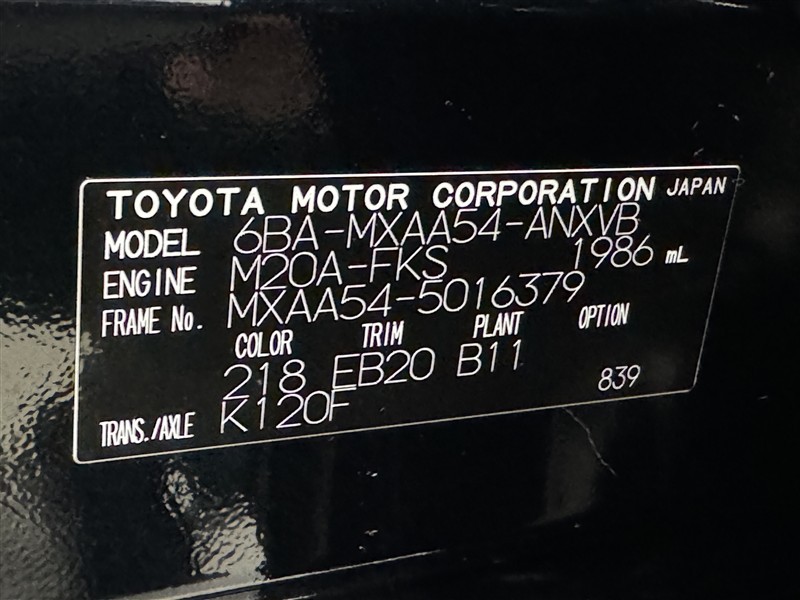 TOYOTA MOTOR CORPORATION JAPAN
MODEL 6BA-MXAA54-ANXVB
ENGINE M20A-FKS 1986 mL
FRAME No. MXAA54-5016379
COLOR TRIM PLANT OPTION
218 EB20 B11 839
TRANS./AXLE K120F